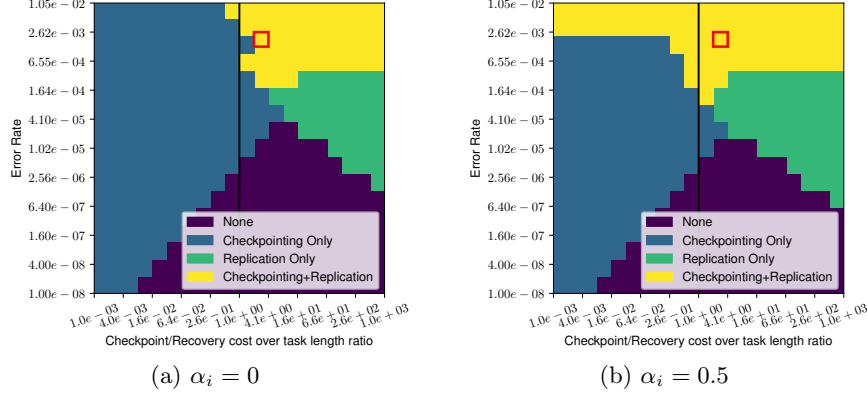 1.05e − 02
2.62e − 03
6.55e − 04
1.64e − 04
4.10e − 05
1.02e − 05
2.56e − 06
6.40e − 07
1.60e − 07
4.00e − 08
1.00e − 08
Error Rate
None
Checkpointing Only
Replication Only
Checkpointing+Replication
1.0e − 03
4.1e − 03
1.6e − 02
6.4e − 02
2.6e − 01
1.0e + 00
4.1e + 00
1.6e + 01
6.6e + 01
2.6e + 02
1.0e + 03
Checkpoint/Recovery cost over task length ratio
(a) αᵢ = 0
1.05e − 02
2.62e − 03
6.55e − 04
1.64e − 04
4.10e − 05
1.02e − 05
2.56e − 06
6.40e − 07
1.60e − 07
4.00e − 08
1.00e − 08
Error Rate
None
Checkpointing Only
Replication Only
Checkpointing+Replication
1.0e − 03
4.1e − 03
1.6e − 02
6.4e − 02
2.6e − 01
1.0e + 00
4.1e + 00
1.6e + 01
6.6e + 01
2.6e + 02
1.0e + 03
Checkpoint/Recovery cost over task length ratio
(b) αᵢ = 0.5